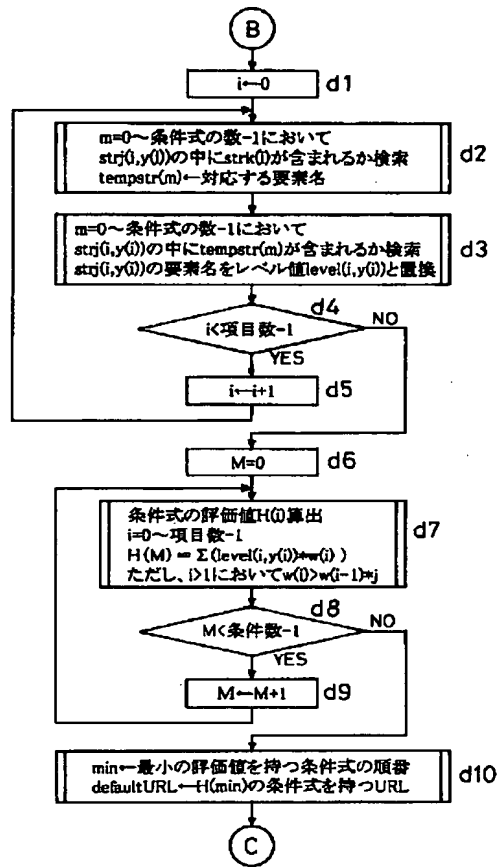 B
i←0 d1
m=0~条件式の数-1において
strj(i,y(i))の中にstrk(i)が含まれるか検索
tempstr(m)←対応する要素名
d2
m=0~条件式の数-1において
strj(i,y(i))の中にtempstr(m)が含まれるか検索
strj(i,y(i))の要素名をレベル値level(i,y(i))と置換
d3
d4
i<項目数-1
NO
YES
i←i+1 d5
M=0 d6
条件式の評価値H(i)算出
i=0~項目数-1
H(M) = Σ(level(i,y(i))*w(i) )
ただし、i>1においてw(i)>w(i-1)*j
d7
d8
M<条件数-1
NO
YES
M←M+1 d9
min←最小の評価値を持つ条件式の順番
defaultURL←H(min)の条件式を持つURL
d10
C